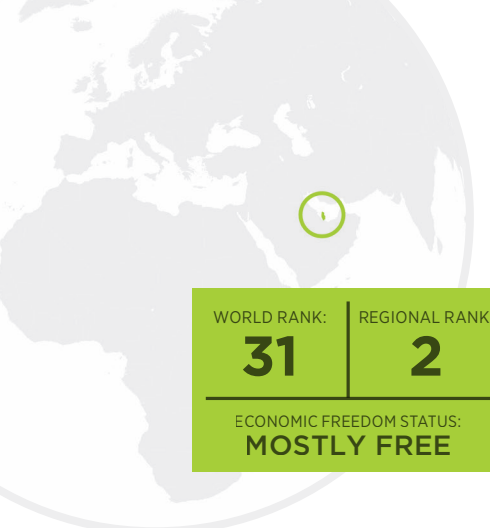 WORLD RANK:
31
REGIONAL RANK
2
ECONOMIC FREEDOM STATUS:
MOSTLY FREE